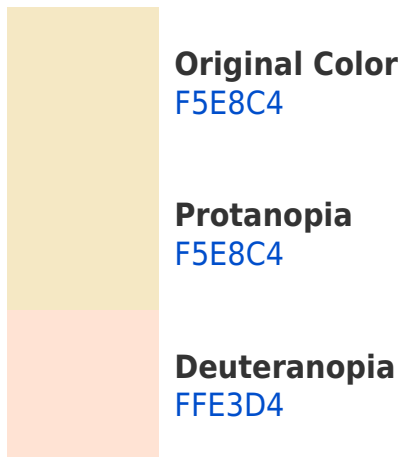 Original Color
F5E8C4
Protanopia
F5E8C4
Deuteranopia
FFE3D4